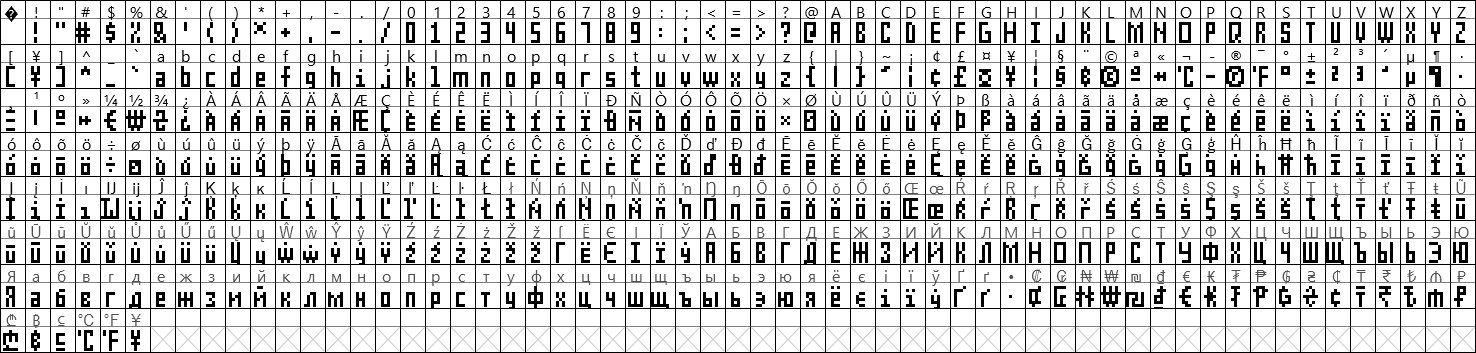 � ! " # $ % & ' ( ) * + , - . / 0 1 2 3 4 5 6 7 8 9 : ; < = > ? @ A B C D E F G H I J K L M N O P Q R S T U V W X Y Z
[ ¥ ] ^ _ ` a b c d e f g h i j k l m n o p q r s t u v w x y z { | } ~ ¡ ¢ £ ¤ ¥ ¦ § ¨ © ª « ¬ - ® ¯ ° ± ² ³ ´ µ ¶ ·
¸ ¹ º » ¼ ½ ¾ ¿ À Á Â Ã Ä Å Æ Ç È É Ê Ë Ì Í Î Ï Ð Ñ Ò Ó Ô Õ Ö × Ø Ù Ú Û Ü Ý Þ ß à á â ã ä å æ ç è é ê ë ì í î ï ð ñ ò
ó ô õ ö ÷ ø ù ú û ü ý þ ÿ Ā ā Ă ă Ą ą Ć ć Ĉ ĉ Ċ ċ Č č Ď ď Đ đ Ē ē Ĕ ĕ Ė ė Ę ę Ě ě Ĝ ĝ Ğ ğ Ġ ġ Ģ ģ Ĥ ĥ Ħ ħ Ĩ ĩ Ī ī Ĭ ĭ
Į į İ ı Ĳ ĳ Ĵ ĵ Ķ ķ ĸ Ĺ ĺ Ļ ļ Ľ ľ Ŀ ŀ Ł ł Ń ń Ņ ņ Ň ň ŉ Ŋ ŋ Ō ō Ŏ ŏ Ő ő Œ œ Ŕ ŕ Ŗ ŗ Ř ř Ś ś Ŝ ŝ Ş ş Š š Ţ ţ Ť ť Ŧ ŧ Ũ
ũ Ū ū Ŭ ŭ Ů ů Ű ű Ų ų Ŵ ŵ Ŷ ŷ Ÿ Ź ź Ż ż Ž ž Γ Ё Є І Ї Ў А Б В Г Д Е Ж З И Й К Л М Н О П Р С Т У Ф Х Ц Ч Ш Щ Ъ Ы Ь Э Ю
Я а б в г д е ж з и й к л м н о п р с т у ф х ц ч ш щ ъ ы ь э ю я ё є і ї ў Ґ ґ • ₦ ₩ ₪ ₫ € ₭ ₮ ₱ ₲ ₴ ₵ ₸ ₹ ₺ ₼ ₽
₾ ℃ ℉ ¥